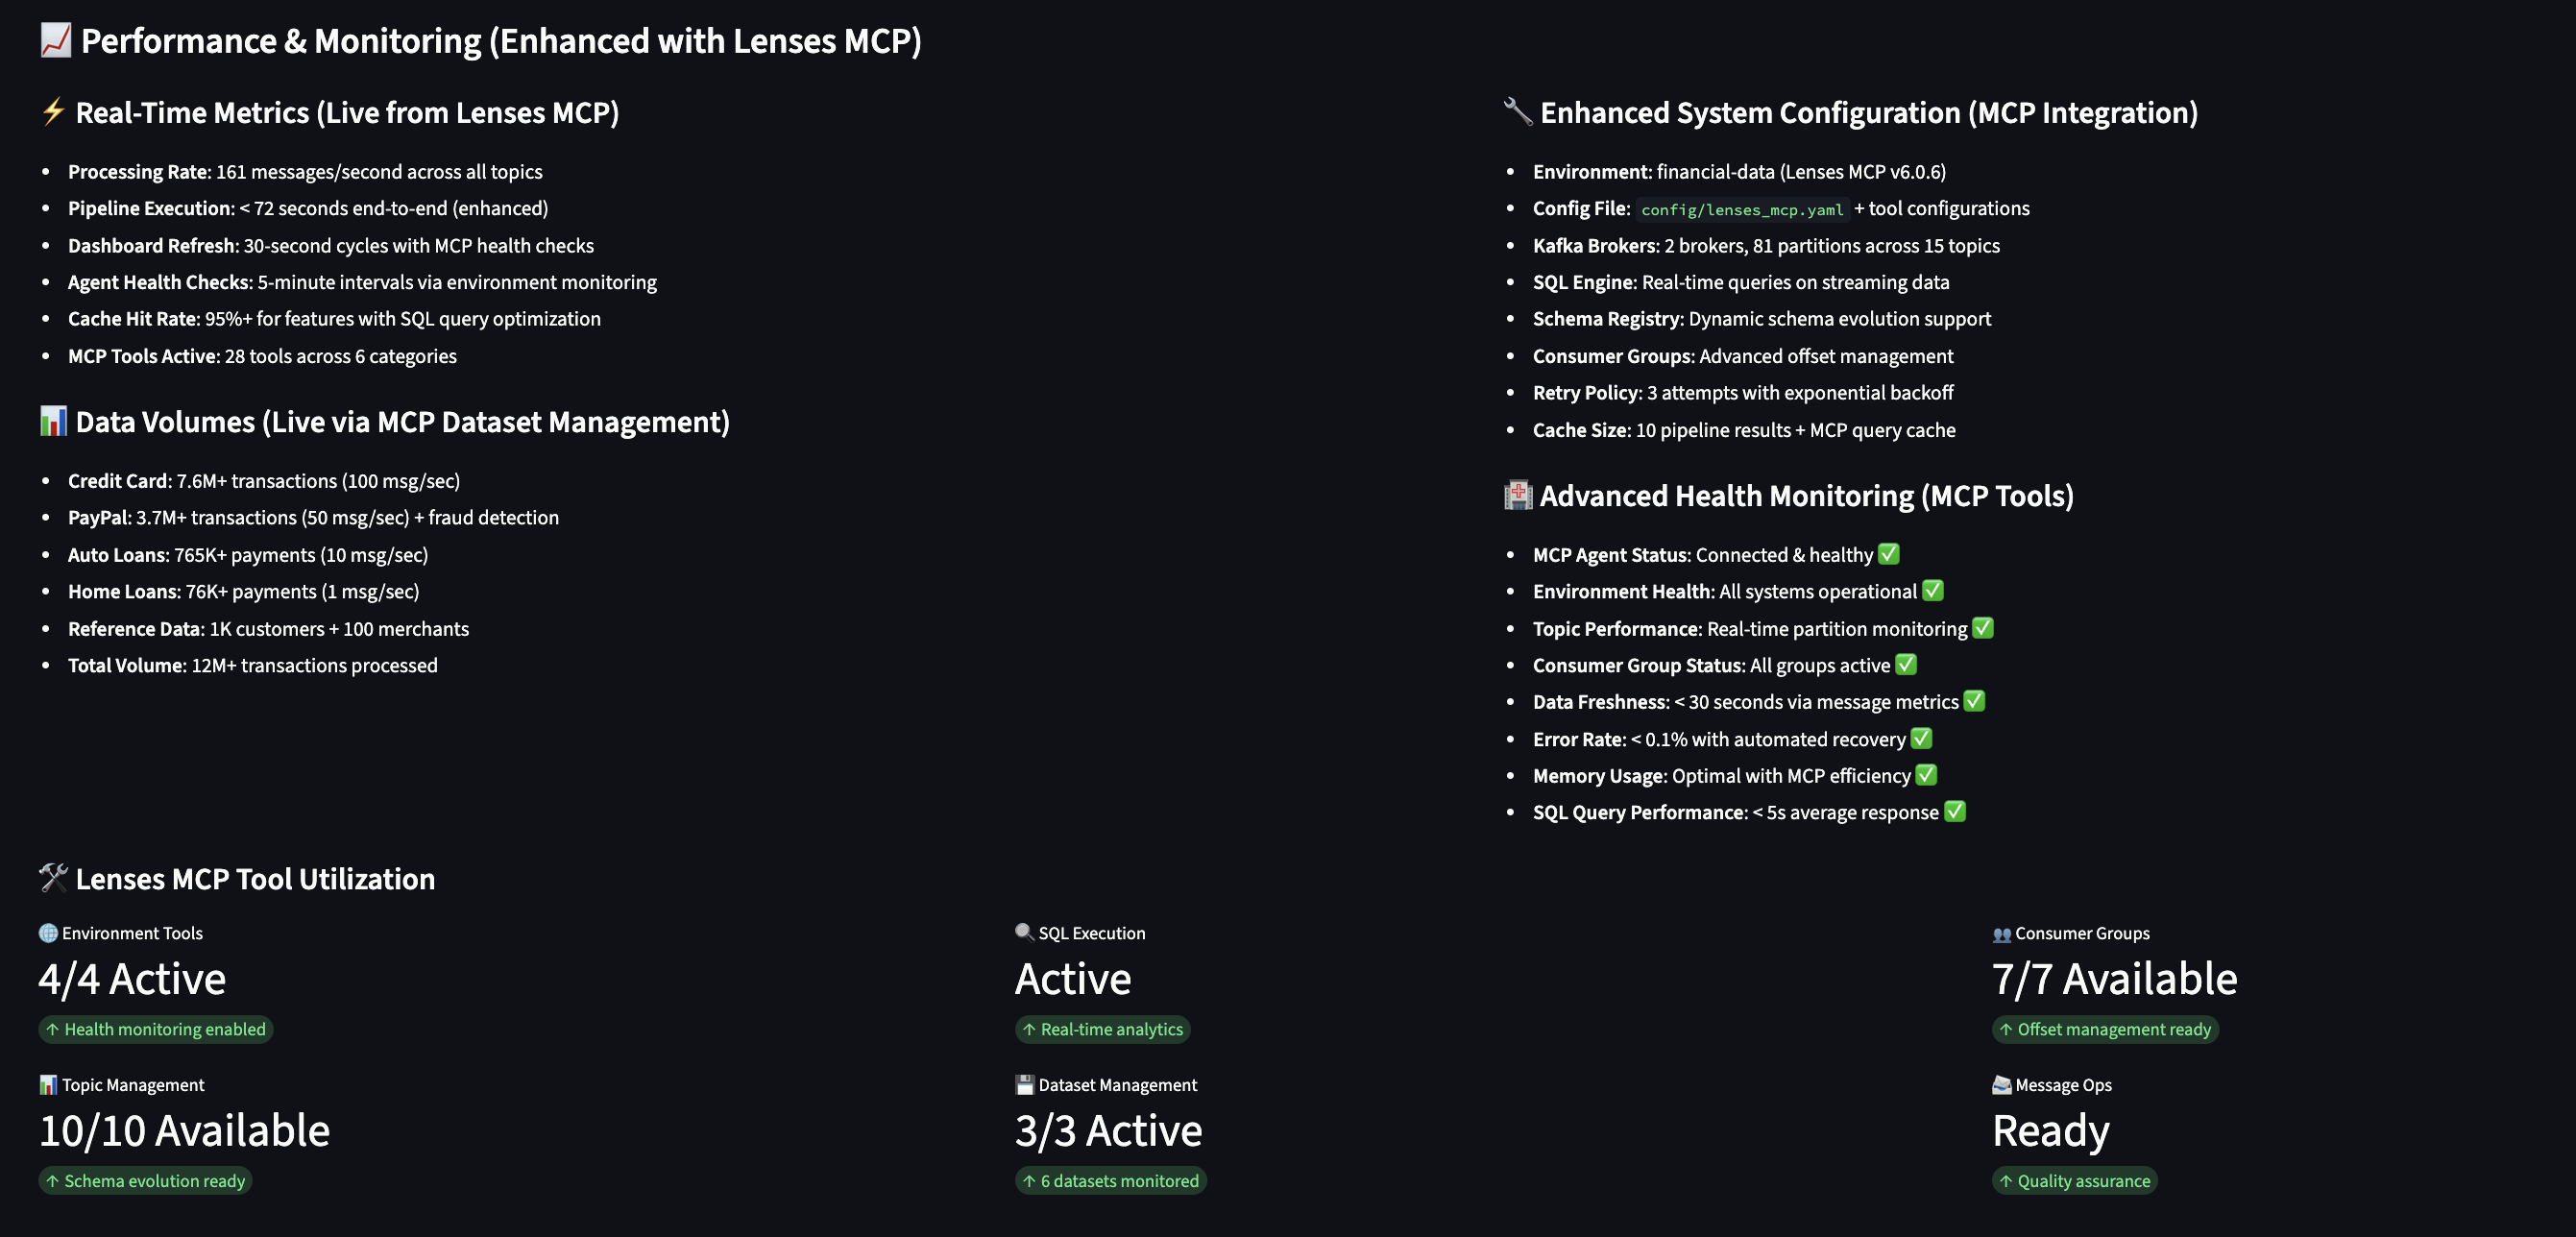 📈 Performance & Monitoring (Enhanced with Lenses MCP)
⚡ Real-Time Metrics (Live from Lenses MCP)
• Processing Rate: 161 messages/second across all topics
• Pipeline Execution: < 72 seconds end-to-end (enhanced)
• Dashboard Refresh: 30-second cycles with MCP health checks
• Agent Health Checks: 5-minute intervals via environment monitoring
• Cache Hit Rate: 95%+ for features with SQL query optimization
• MCP Tools Active: 28 tools across 6 categories
📊 Data Volumes (Live via MCP Dataset Management)
• Credit Card: 7.6M+ transactions (100 msg/sec)
• PayPal: 3.7M+ transactions (50 msg/sec) + fraud detection
• Auto Loans: 765K+ payments (10 msg/sec)
• Home Loans: 76K+ payments (1 msg/sec)
• Reference Data: 1K customers + 100 merchants
• Total Volume: 12M+ transactions processed
🔧 Enhanced System Configuration (MCP Integration)
• Environment: financial-data (Lenses MCP v6.0.6)
• Config File: config/lenses_mcp.yaml + tool configurations
• Kafka Brokers: 2 brokers, 81 partitions across 15 topics
• SQL Engine: Real-time queries on streaming data
• Schema Registry: Dynamic schema evolution support
• Consumer Groups: Advanced offset management
• Retry Policy: 3 attempts with exponential backoff
• Cache Size: 10 pipeline results + MCP query cache
🏥 Advanced Health Monitoring (MCP Tools)
• MCP Agent Status: Connected & healthy ✅
• Environment Health: All systems operational ✅
• Topic Performance: Real-time partition monitoring ✅
• Consumer Group Status: All groups active ✅
• Data Freshness: < 30 seconds via message metrics ✅
• Error Rate: < 0.1% with automated recovery ✅
• Memory Usage: Optimal with MCP efficiency ✅
• SQL Query Performance: < 5s average response ✅
🛠️ Lenses MCP Tool Utilization
🌐 Environment Tools
4/4 Active
↑ Health monitoring enabled
🔍 SQL Execution
Active
↑ Real-time analytics
👥 Consumer Groups
7/7 Available
↑ Offset management ready
📊 Topic Management
10/10 Available
↑ Schema evolution ready
💾 Dataset Management
3/3 Active
↑ 6 datasets monitored
📨 Message Ops
Ready
↑ Quality assurance